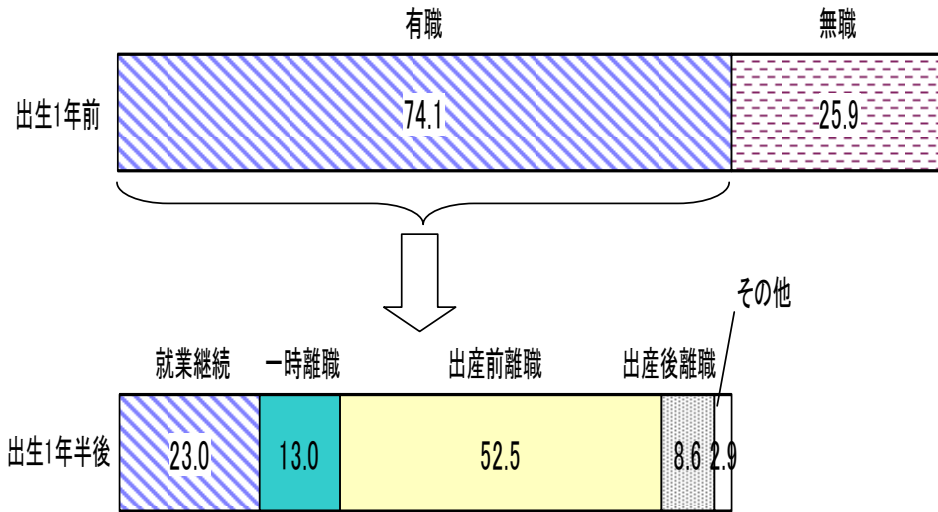 有職 無職
出生1年前 74.1 25.9
その他
就業継続 一時離職 出産前離職 出産後離職
出生1年半後 23.0 13.0 52.5 8.6 2.9